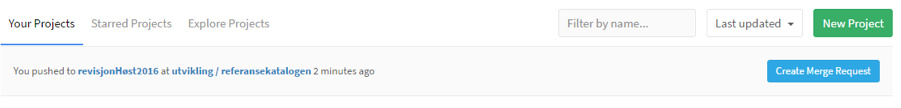 Your Projects Starred Projects Explore Projects Filter by name... Last updated New Project
You pushed to revisjonHøst2016 at utvikling / referansekatalogen 2 minutes ago Create Merge Request